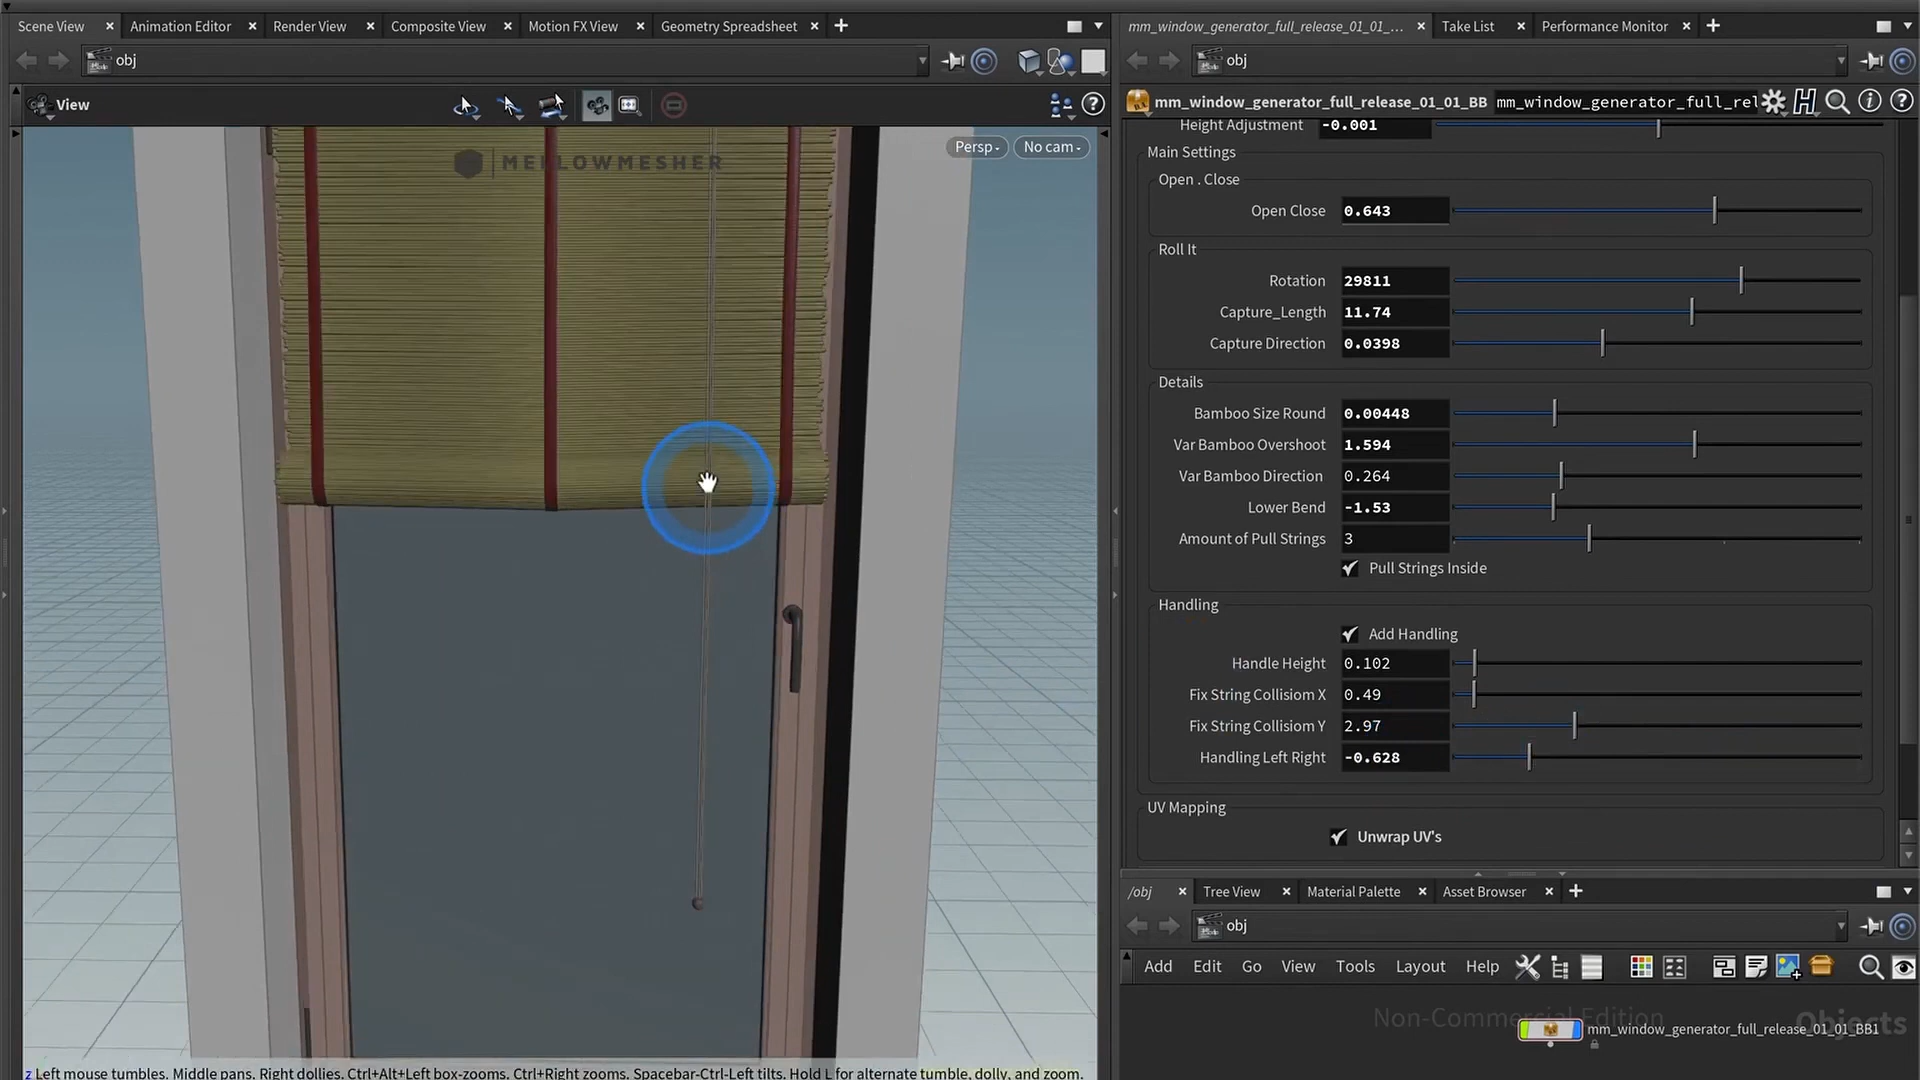 Scene View
Animation Editor
Render View
Composite View
Motion FX View
Geometry Spreadsheet
mm_window_generator_full_release_01_01_...
Take List
Performance Monitor
obj
obj
View
mm_window_generator_full_release_01_01_BB
mm_window_generator_full_rel
Persp
No cam
MELLOWMESHER
Height Adjustment -0.001
Main Settings
Open . Close
Open Close 0.643
Roll It
Rotation 29811
Capture_Length 11.74
Capture Direction 0.0398
Details
Bamboo Size Round 0.00448
Var Bamboo Overshoot 1.594
Var Bamboo Direction 0.264
Lower Bend -1.53
Amount of Pull Strings 3
Pull Strings Inside
Handling
Add Handling
Handle Height 0.102
Fix String Collisiom X 0.49
Fix String Collisiom Y 2.97
Handling Left Right -0.628
UV Mapping
Unwrap UV's
/obj
Tree View
Material Palette
Asset Browser
obj
Add
Edit
Go
View
Tools
Layout
Help
Non-Commercial Edition
Objects
mm_window_generator_full_release_01_01_BB1
z Left mouse tumbles. Middle pans. Right dollies. Ctrl+Alt+Left box-zooms. Ctrl+Right zooms. Spacebar-Ctrl-Left tilts. Hold L for alternate tumble, dolly, and zoom.